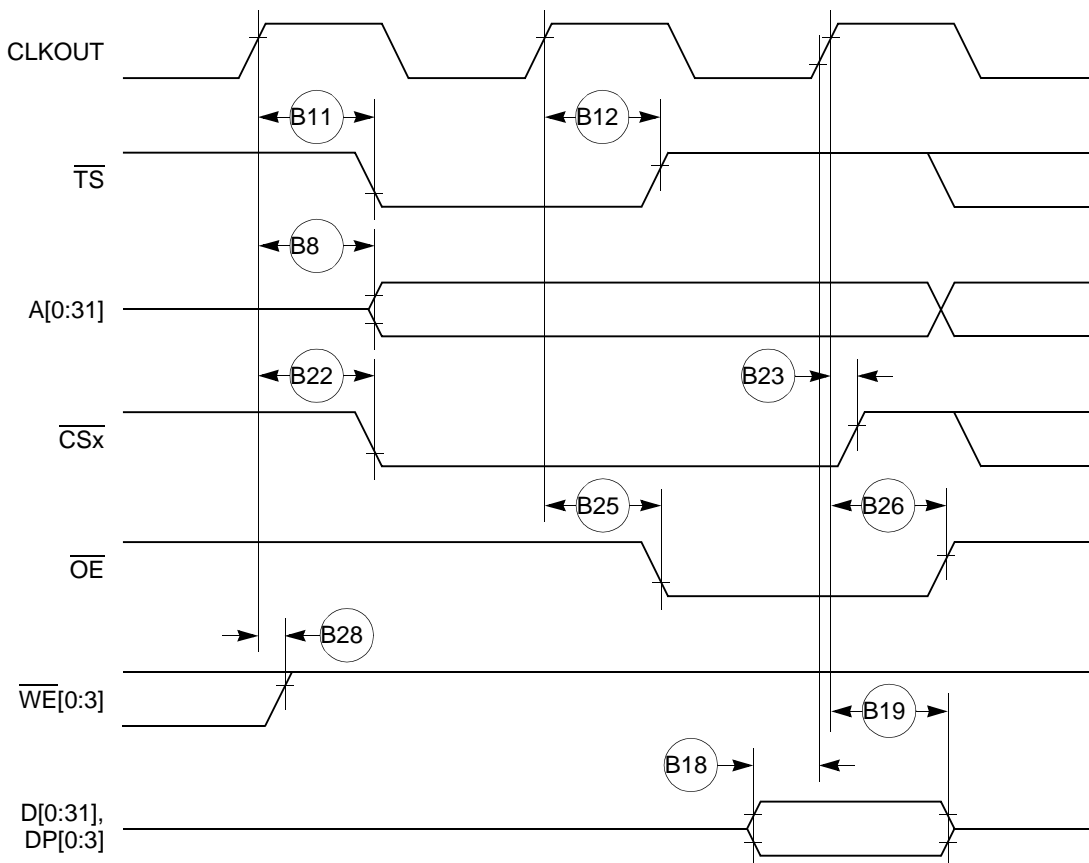 CLKOUT
B11
B12
TS
B8
A[0:31]
B22
B23
CSx
B25
B26
OE
B28
WE[0:3]
B19
B18
D[0:31],
DP[0:3]